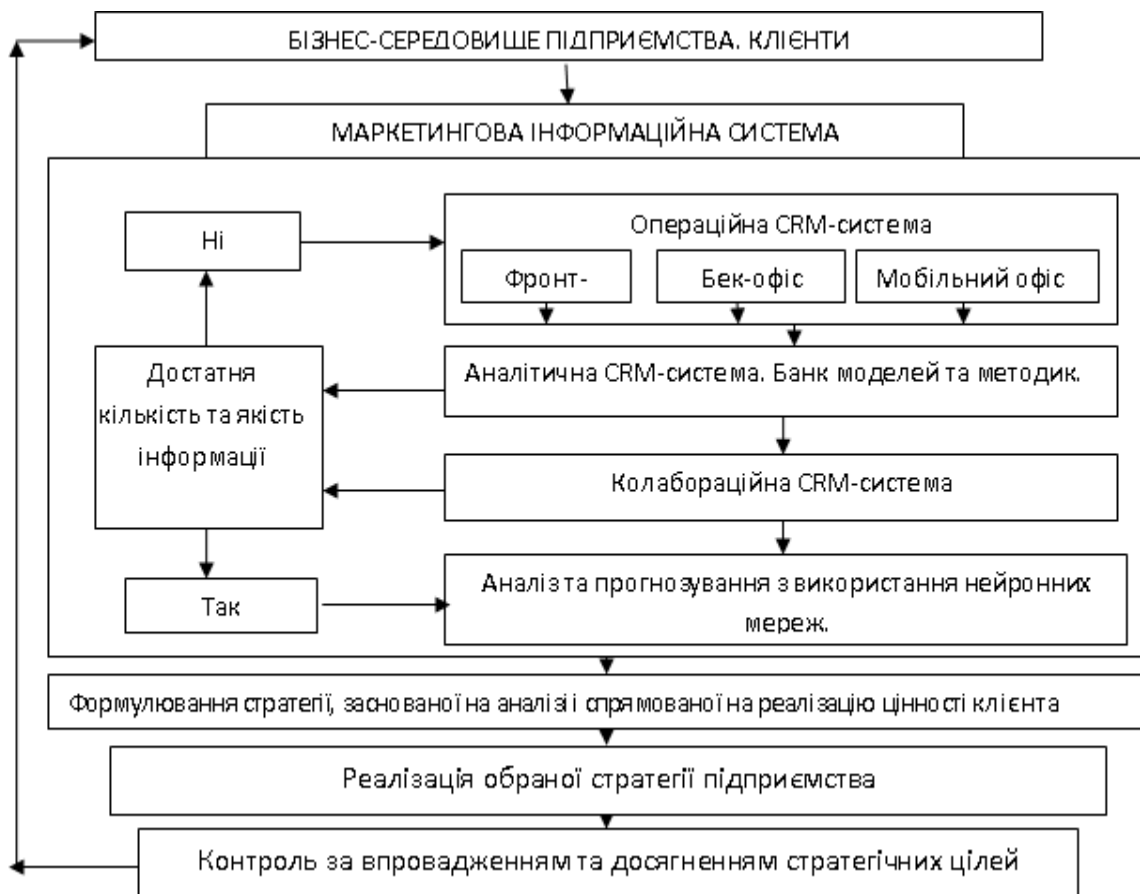 БІЗНЕС-СЕРЕДОВИЩЕ ПІДПРИЄМСТВА. КЛІЄНТИ
МАРКЕТИНГОВА ІНФОРМАЦІЙНА СИСТЕМА
Ні
Операційна CRM-система
Фронт-
Бек-офіс
Мобільний офіс
Достатня
кількість та якість
інформації
Аналітична CRM-система. Банк моделей та методик.
Колабораційна CRM-система
Так
Аналіз та прогнозування з використання нейронних
мереж.
Формулювання стратегії, заснованої на аналізі і спрямованої на реалізацію цінності клієнта
Реалізація обраної стратегії підприємства
Контроль за впровадженням та досягненням стратегічних цілей